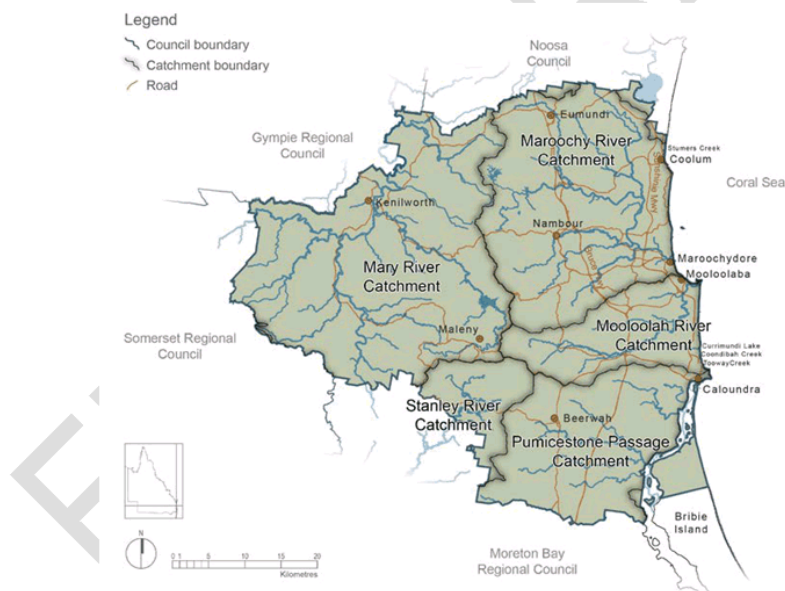 Legend
Council boundary
Catchment boundary
Road
Noosa
Council
Gympie Regional
Council
Eumundi
Maroochy River
Catchment
Stumers Creek
Coolum
Coral Sea
Kenilworth
Nambour
Maroochydore
Mooloolaba
Mary River
Catchment
Maleny
Mooloolah River
Catchment
Currimundi Lake
Coondibah Creek
ToowayCreek
Caloundra
Somerset Regional
Council
Stanley River
Catchment
Beerwah
Pumicestone Passage
Catchment
Bribie
Island
Moreton Bay
Regional Council
N
0 1 5 10 15 20
Kilometres